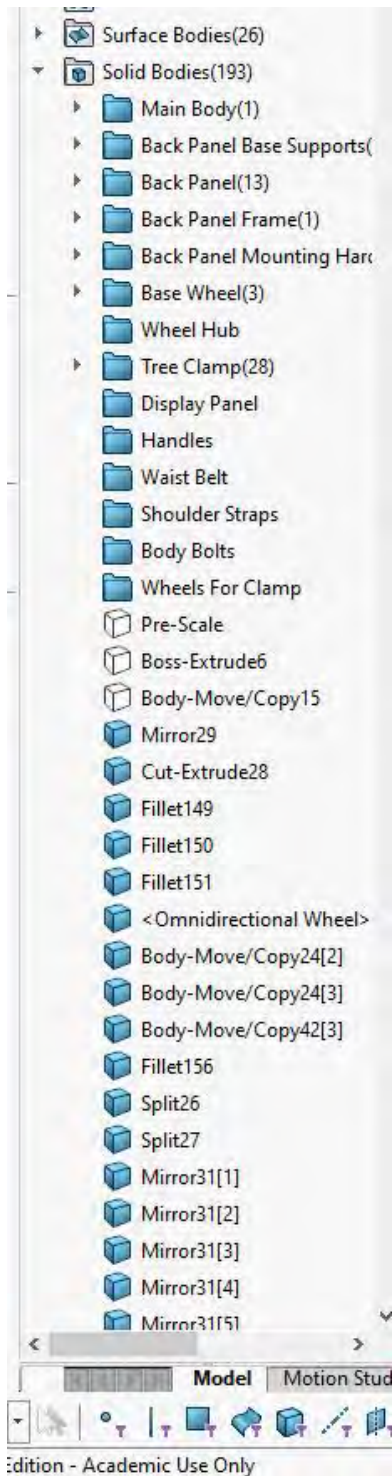 Surface Bodies(26)
Solid Bodies(193)
Main Body(1)
Back Panel Base Supports(
Back Panel(13)
Back Panel Frame(1)
Back Panel Mounting Harc
Base Wheel(3)
Wheel Hub
Tree Clamp(28)
Display Panel
Handles
Waist Belt
Shoulder Straps
Body Bolts
Wheels For Clamp
Pre-Scale
Boss-Extrude6
Body-Move/Copy15
Mirror29
Cut-Extrude28
Fillet149
Fillet150
Fillet151
<Omnidirectional Wheel>
Body-Move/Copy24[2]
Body-Move/Copy24[3]
Body-Move/Copy42[3]
Fillet156
Split26
Split27
Mirror31[1]
Mirror31[2]
Mirror31[3]
Mirror31[4]
Mirror31[5]
Model Motion Stud
Edition - Academic Use Only